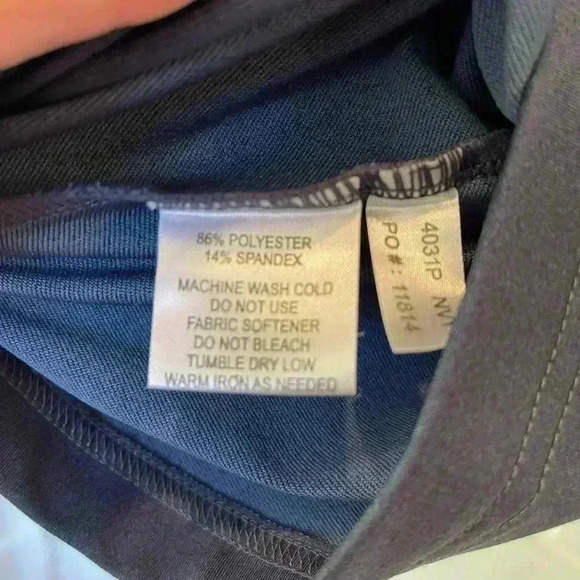 86% POLYESTER
14% SPANDEX
MACHINE WASH COLD
DO NOT USE
FABRIC SOFTENER
DO NOT BLEACH
TUMBLE DRY LOW
WARM IRON AS NEEDED
4031P NVY
PO#: 11814